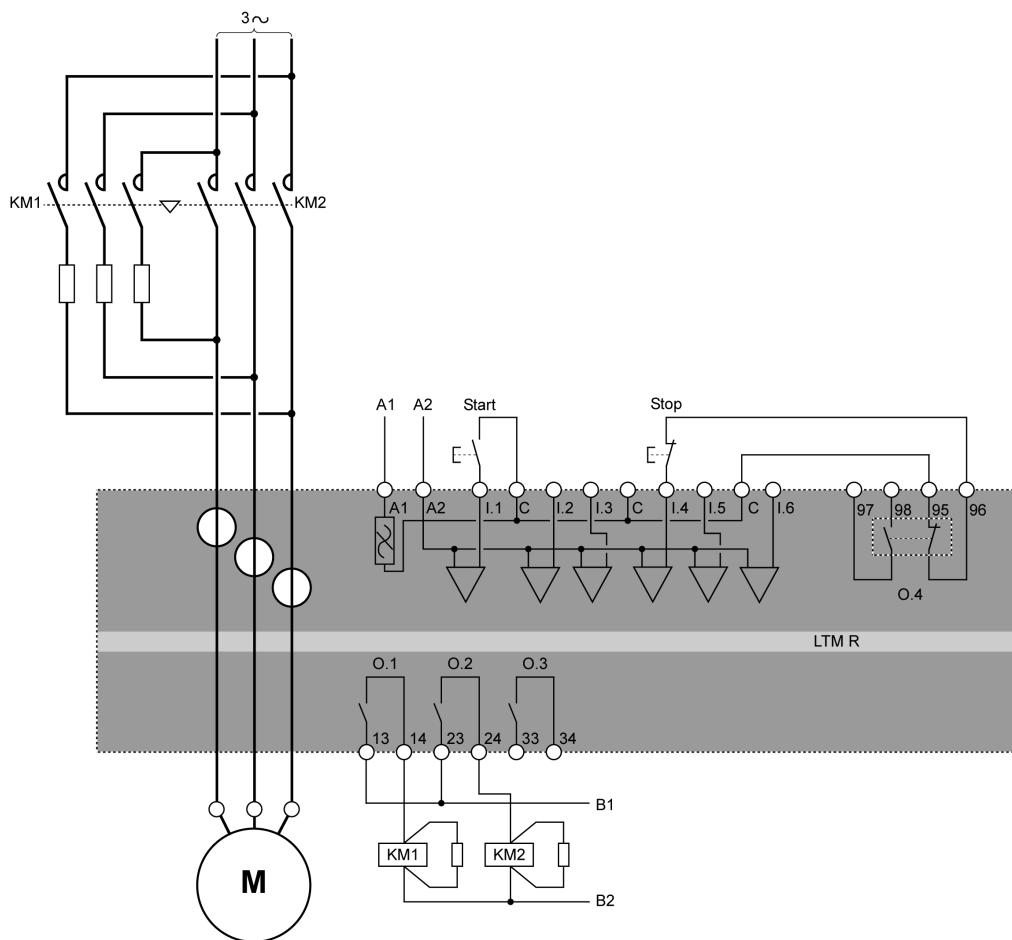 3~
KM1
KM2
A1 A2 Start Stop
A1 A2 I.1 C I.2 I.3 C I.4 I.5 C I.6 97 98 95 96
O.4
LTM R
O.1 O.2 O.3
13 14 23 24 33 34
B1
KM1 KM2
M
B2